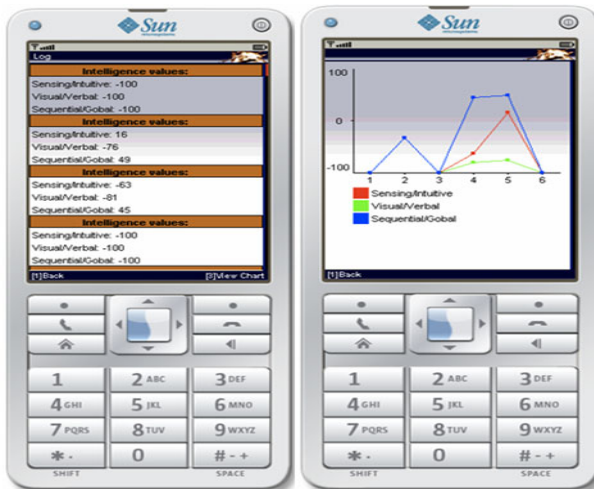 Sun
microsystems
Log
Intelligence values:
Sensing/Intuitive: -100
Visual/Verbal: -100
Sequential/Gobal: -100
Intelligence values:
Sensing/Intuitive: 16
Visual/Verbal: -76
Sequential/Gobal: 49
Intelligence values:
Sensing/Intuitive: -63
Visual/Verbal: -81
Sequential/Gobal: 45
Intelligence values:
Sensing/Intuitive: -100
Visual/Verbal: -100
Sequential/Gobal: -100
[1]Back [3]View Chart
1 2 ABC 3 DEF
4 GHI 5 JKL 6 MNO
7 PQRS 8 TUV 9 WXYZ
* . 0 # - +
SHIFT SPACE
Sun
microsystems
100
0
-100
1 2 3 4 5 6
Sensing/Intuitive
Visual/Verbal
Sequential/Gobal
[1]Back
1 2 ABC 3 DEF
4 GHI 5 JKL 6 MNO
7 PQRS 8 TUV 9 WXYZ
* . 0 # - +
SHIFT SPACE